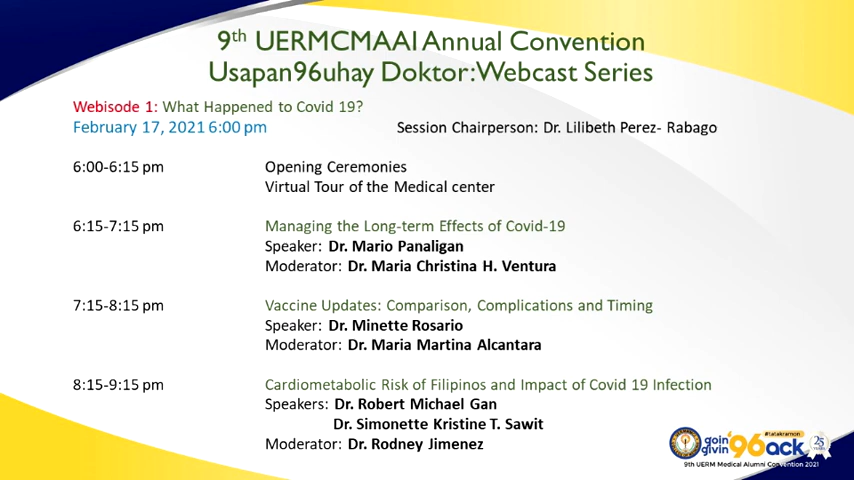 9th UERMCMAAI Annual Convention
Usapan96uhay Doktor:Webcast Series
Webisode 1: What Happened to Covid 19?
February 17, 2021 6:00 pm Session Chairperson: Dr. Lilibeth Perez- Rabago
6:00-6:15 pm Opening Ceremonies
Virtual Tour of the Medical center
6:15-7:15 pm Managing the Long-term Effects of Covid-19
Speaker: Dr. Mario Panaligan
Moderator: Dr. Maria Christina H. Ventura
7:15-8:15 pm Vaccine Updates: Comparison, Complications and Timing
Speaker: Dr. Minette Rosario
Moderator: Dr. Maria Martina Alcantara
8:15-9:15 pm Cardiometabolic Risk of Filipinos and Impact of Covid 19 Infection
Speakers: Dr. Robert Michael Gan
Dr. Simonette Kristine T. Sawit
Moderator: Dr. Rodney Jimenez
#latakramon
goin' '96ack 25
givin YEARS
9th UERM Medical Alumni Convention 2021